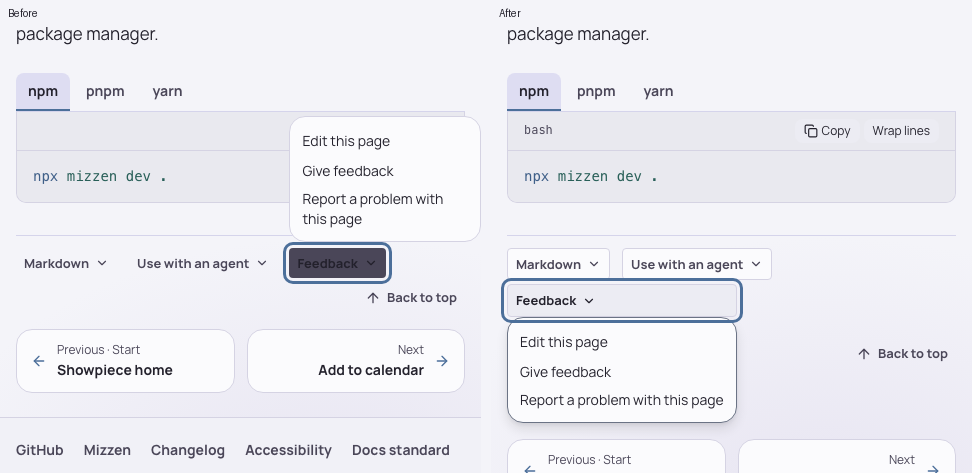 Before
package manager.
npm pnpm yarn
Edit this page
Give feedback
Report a problem with
this page
npx mizzen dev .
Markdown Use with an agent Feedback
Back to top
Previous · Start
Showpiece home
Next
Add to calendar
GitHub Mizzen Changelog Accessibility Docs standard
After
package manager.
npm pnpm yarn
bash Copy Wrap lines
npx mizzen dev .
Markdown Use with an agent
Feedback
Edit this page
Give feedback
Report a problem with this page
Back to top
Previous · Start
Next